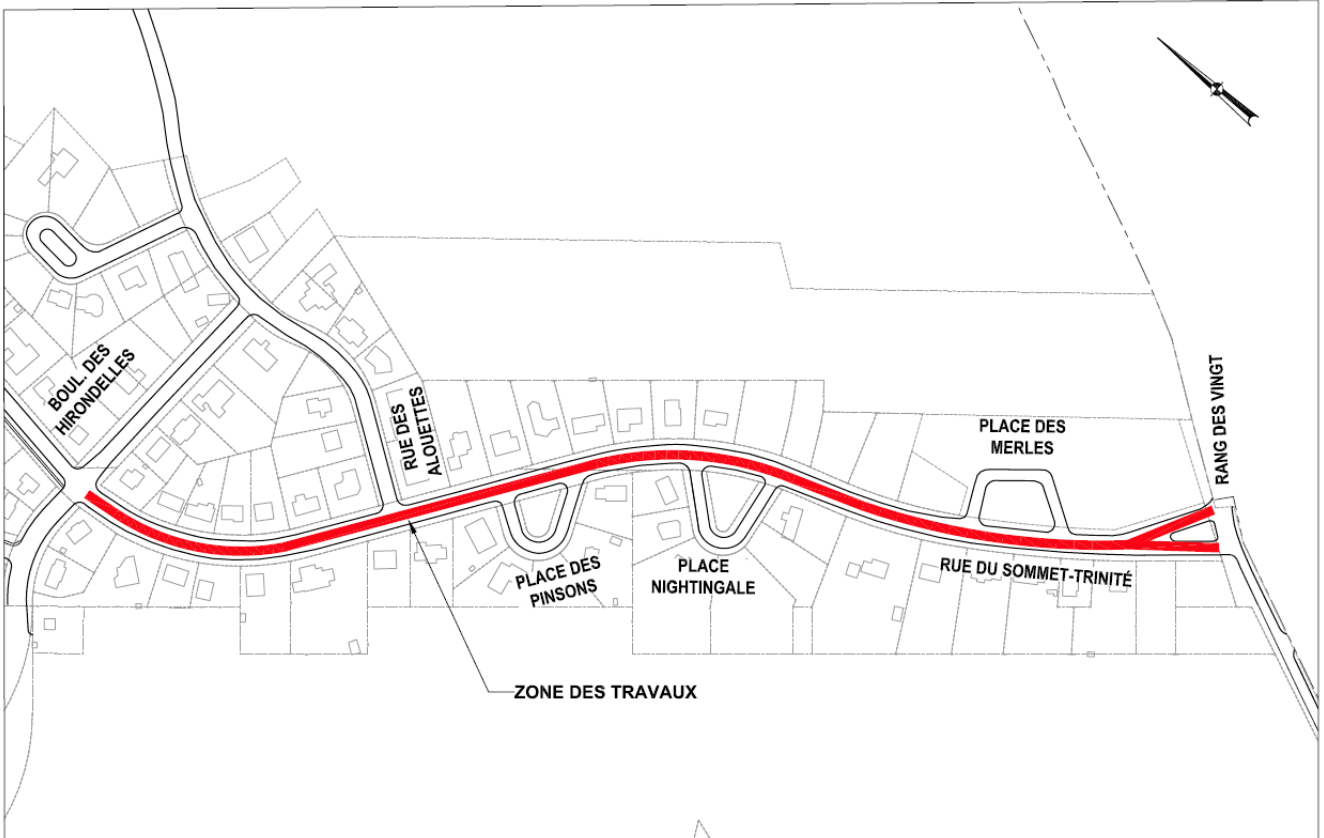 BOUL. DES
HIRONDELLES
RUE DES
ALOUETTES
PLACE DES
PINSONS
PLACE
NIGHTINGALE
PLACE DES
MERLES
RANG DES VINGT
RUE DU SOMMET-TRINITÉ
ZONE DES TRAVAUX